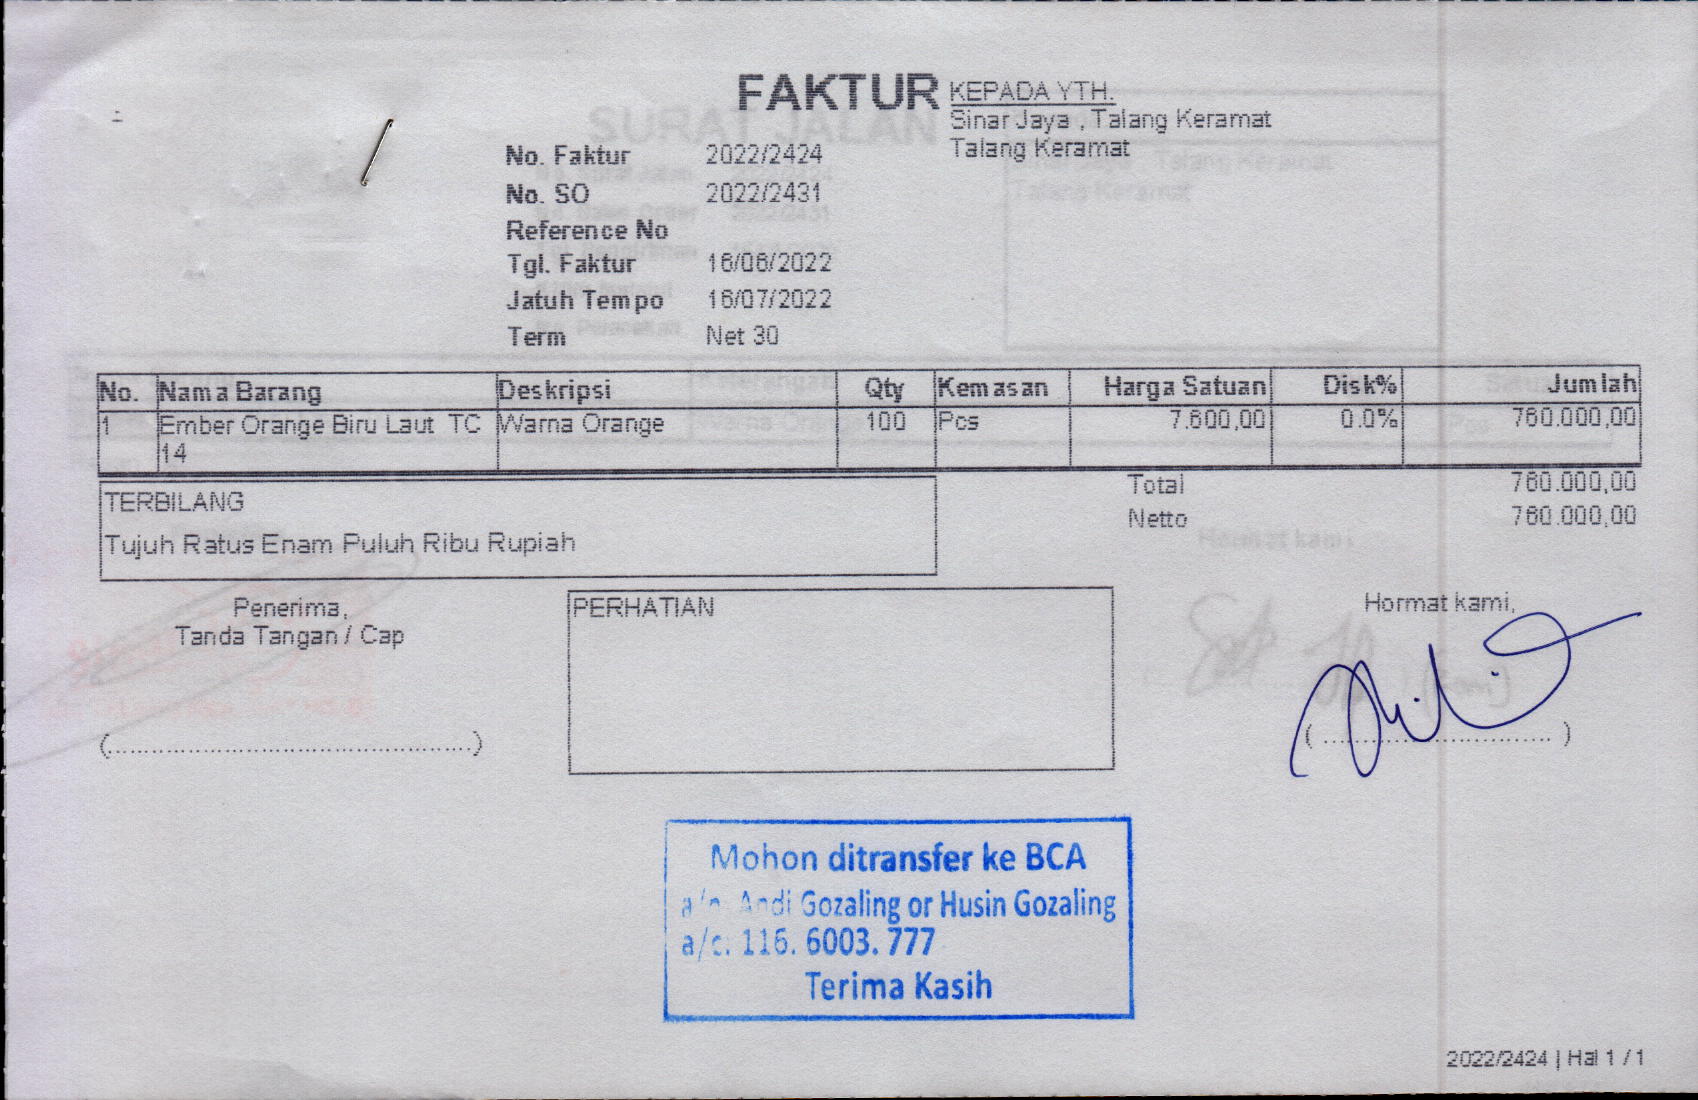 FAKTUR
KEPADA YTH.
Sinar Jaya , Talang Keramat
Talang Keramat
SURAT JALAN
No. Faktur 2022/2424
No. SO 2022/2431
Reference No
Tgl. Faktur 16/06/2022
Jatuh Tempo 16/07/2022
Term Net 30
No. Nama Barang Deskripsi Qty Kemasan Harga Satuan Disk% Jumlah
1 Ember Orange Biru Laut TC Warna Orange 100 Pcs 7.600,00 0.0% 760.000,00
14
Total 760.000,00
Netto 760.000,00
TERBILANG
Tujuh Ratus Enam Puluh Ribu Rupiah
Penerima,
Tanda Tangan / Cap
(..............................................)
PERHATIAN
Hormat kami,
( ............................. )
Mohon ditransfer ke BCA
a/n. Andi Gozaling or Husin Gozaling
a/c. 116. 6003. 777
Terima Kasih
2022/2424 | Hal 1 / 1